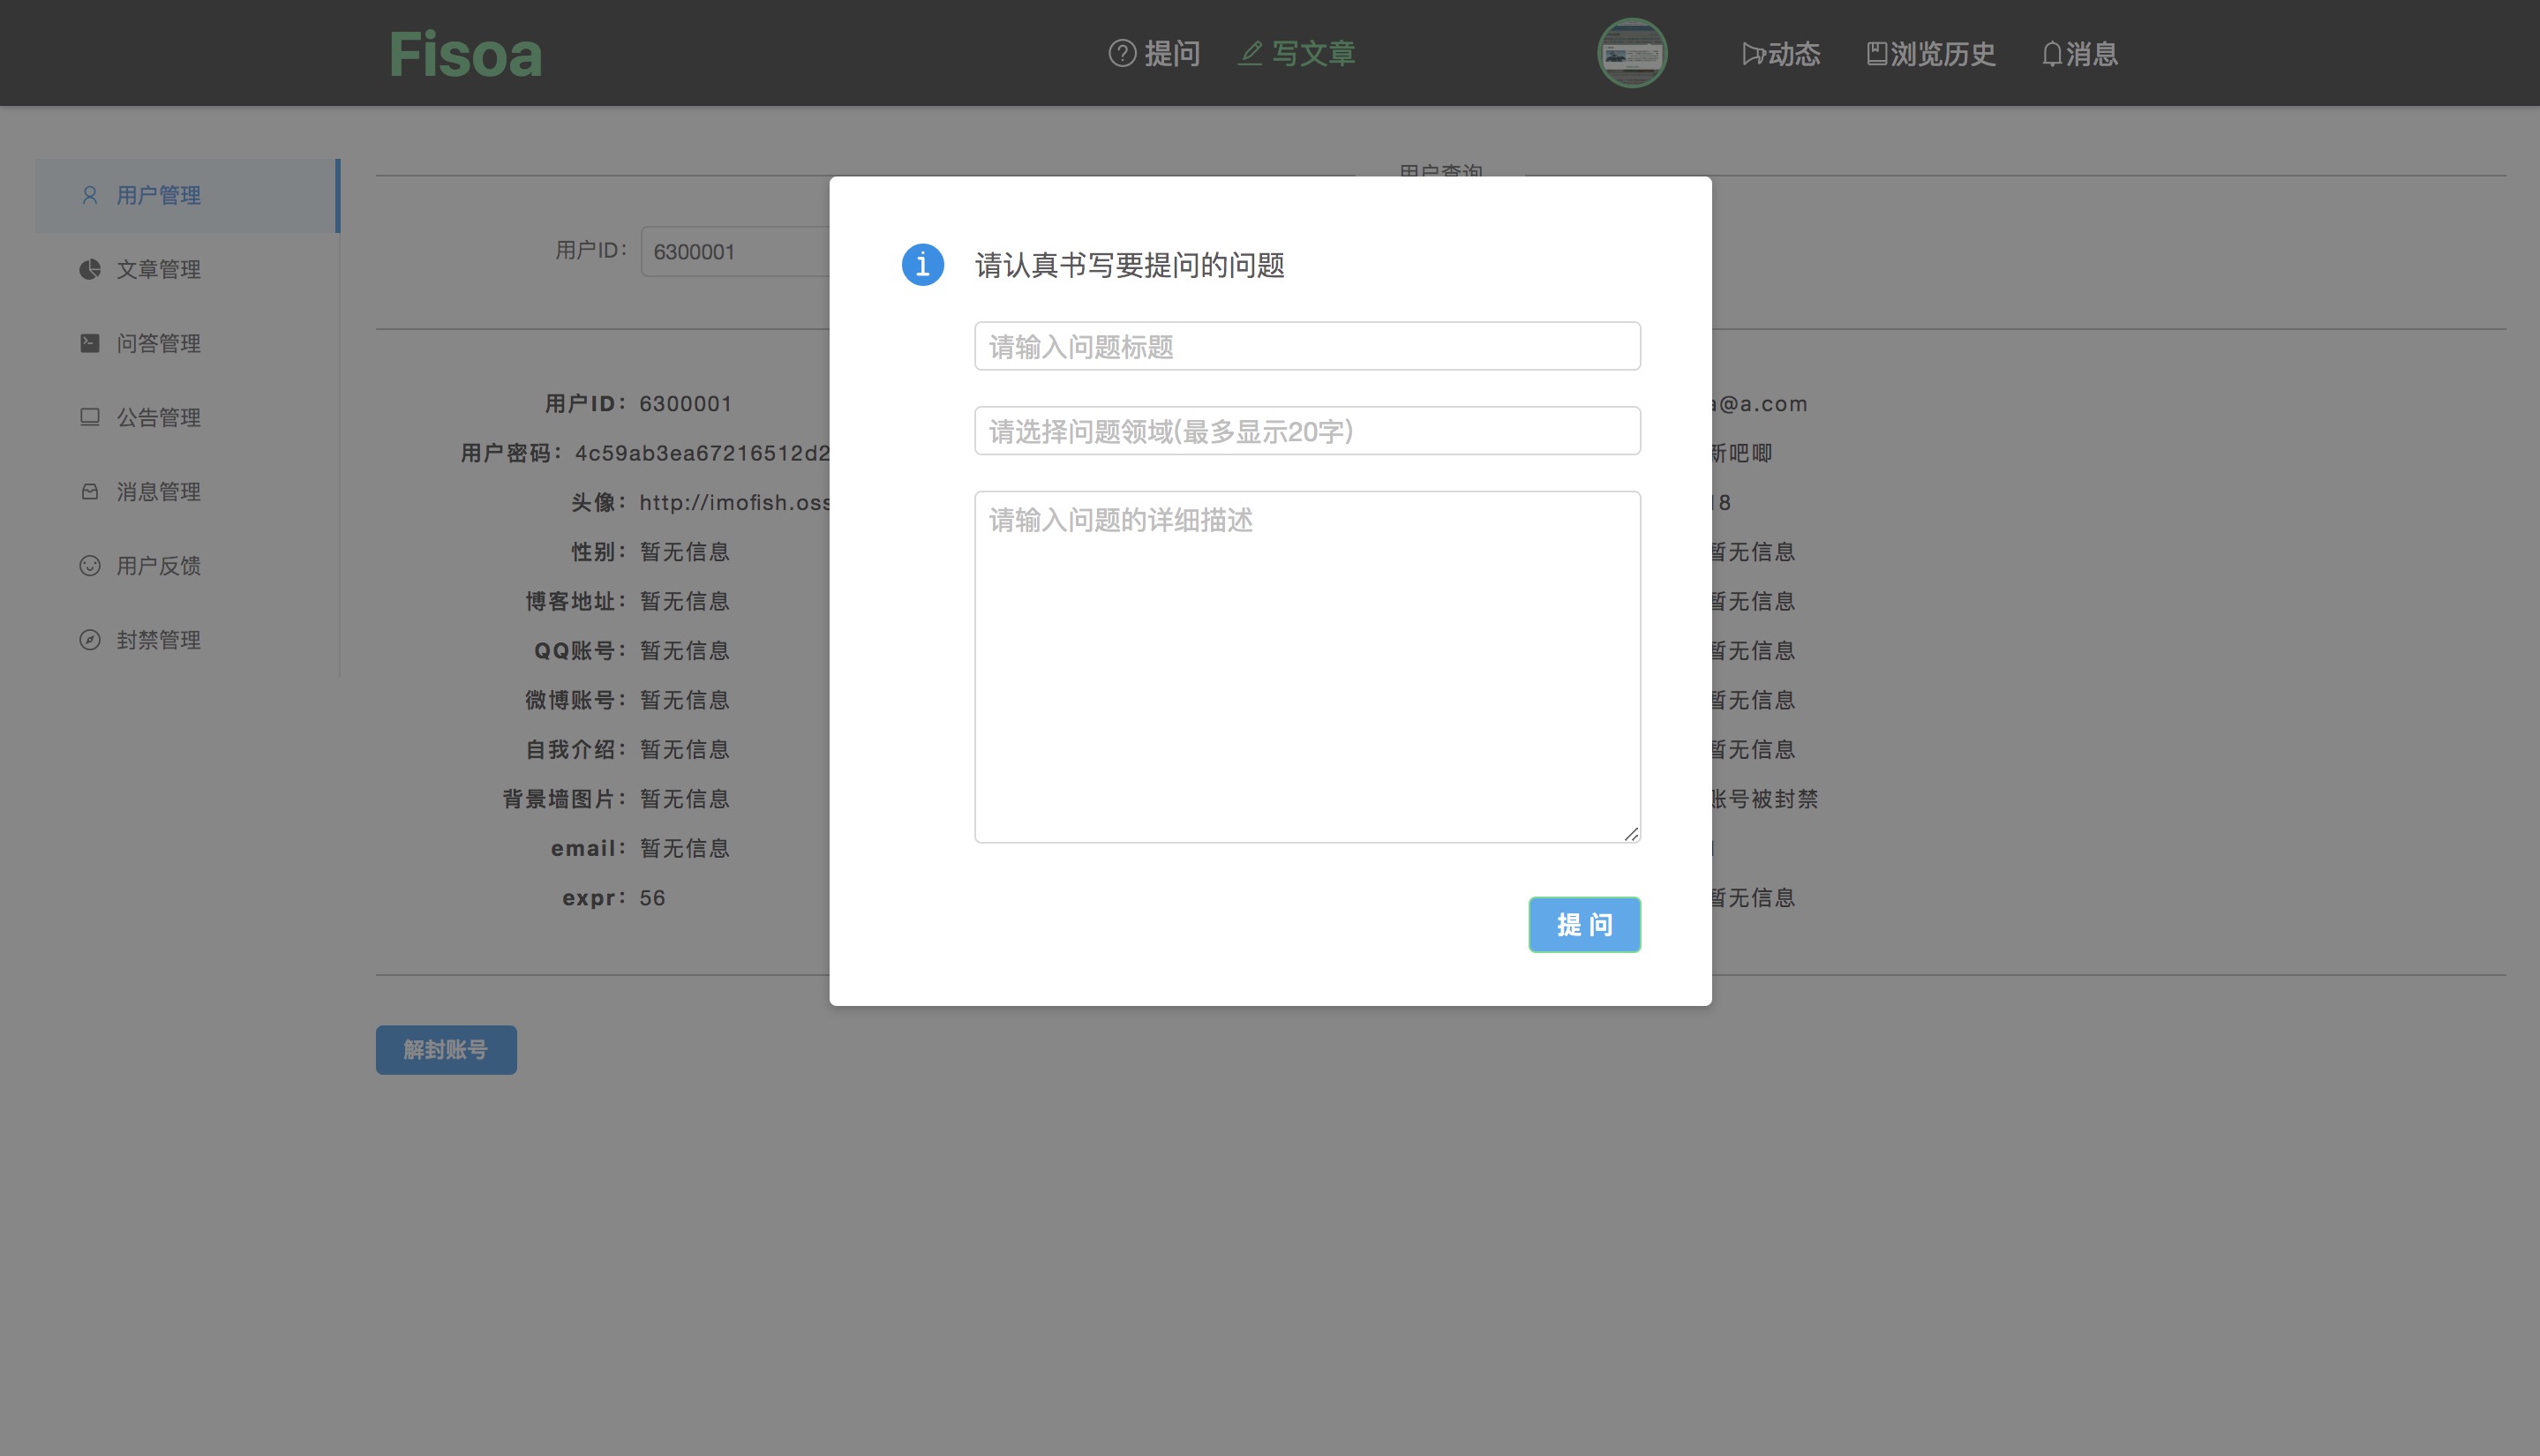 Fisoa
提问 写文章 动态 浏览历史 消息
用户管理
文章管理
问答管理
公告管理
消息管理
用户反馈
封禁管理
用户查询
用户ID： 6300001
用户ID： 6300001
a@a.com
用户密码： 4c59ab3ea67216512d2
新吧唧
头像： http://imofish.oss
18
性别： 暂无信息
暂无信息
博客地址： 暂无信息
暂无信息
QQ账号： 暂无信息
暂无信息
微博账号： 暂无信息
暂无信息
自我介绍： 暂无信息
暂无信息
背景墙图片： 暂无信息
账号被封禁
email： 暂无信息
expr： 56
暂无信息
解封账号
请认真书写要提问的问题
请输入问题标题
请选择问题领域(最多显示20字)
请输入问题的详细描述
提 问